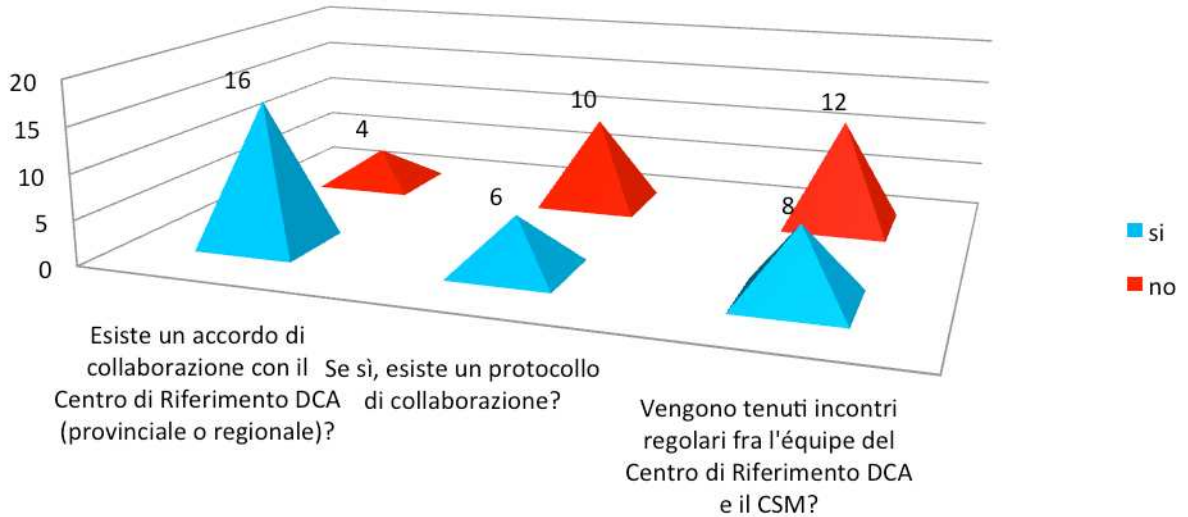 20
15
10
5
0
16
4
10
12
6
8
si
no
Esiste un accordo di
collaborazione con il
Centro di Riferimento DCA
(provinciale o regionale)?
Se sì, esiste un protocollo
di collaborazione?
Vengono tenuti incontri
regolari fra l'équipe del
Centro di Riferimento DCA
e il CSM?